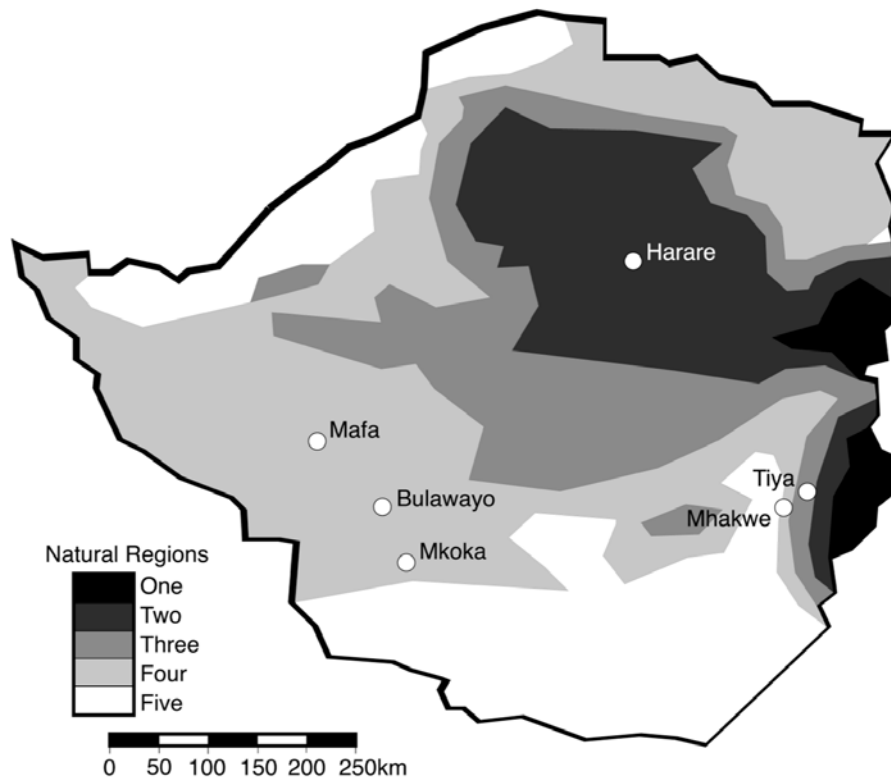 Harare
Mafa
Tiya
Bulawayo
Mhakwe
Mkoka
Natural Regions
One
Two
Three
Four
Five
0 50 100 150 200 250km